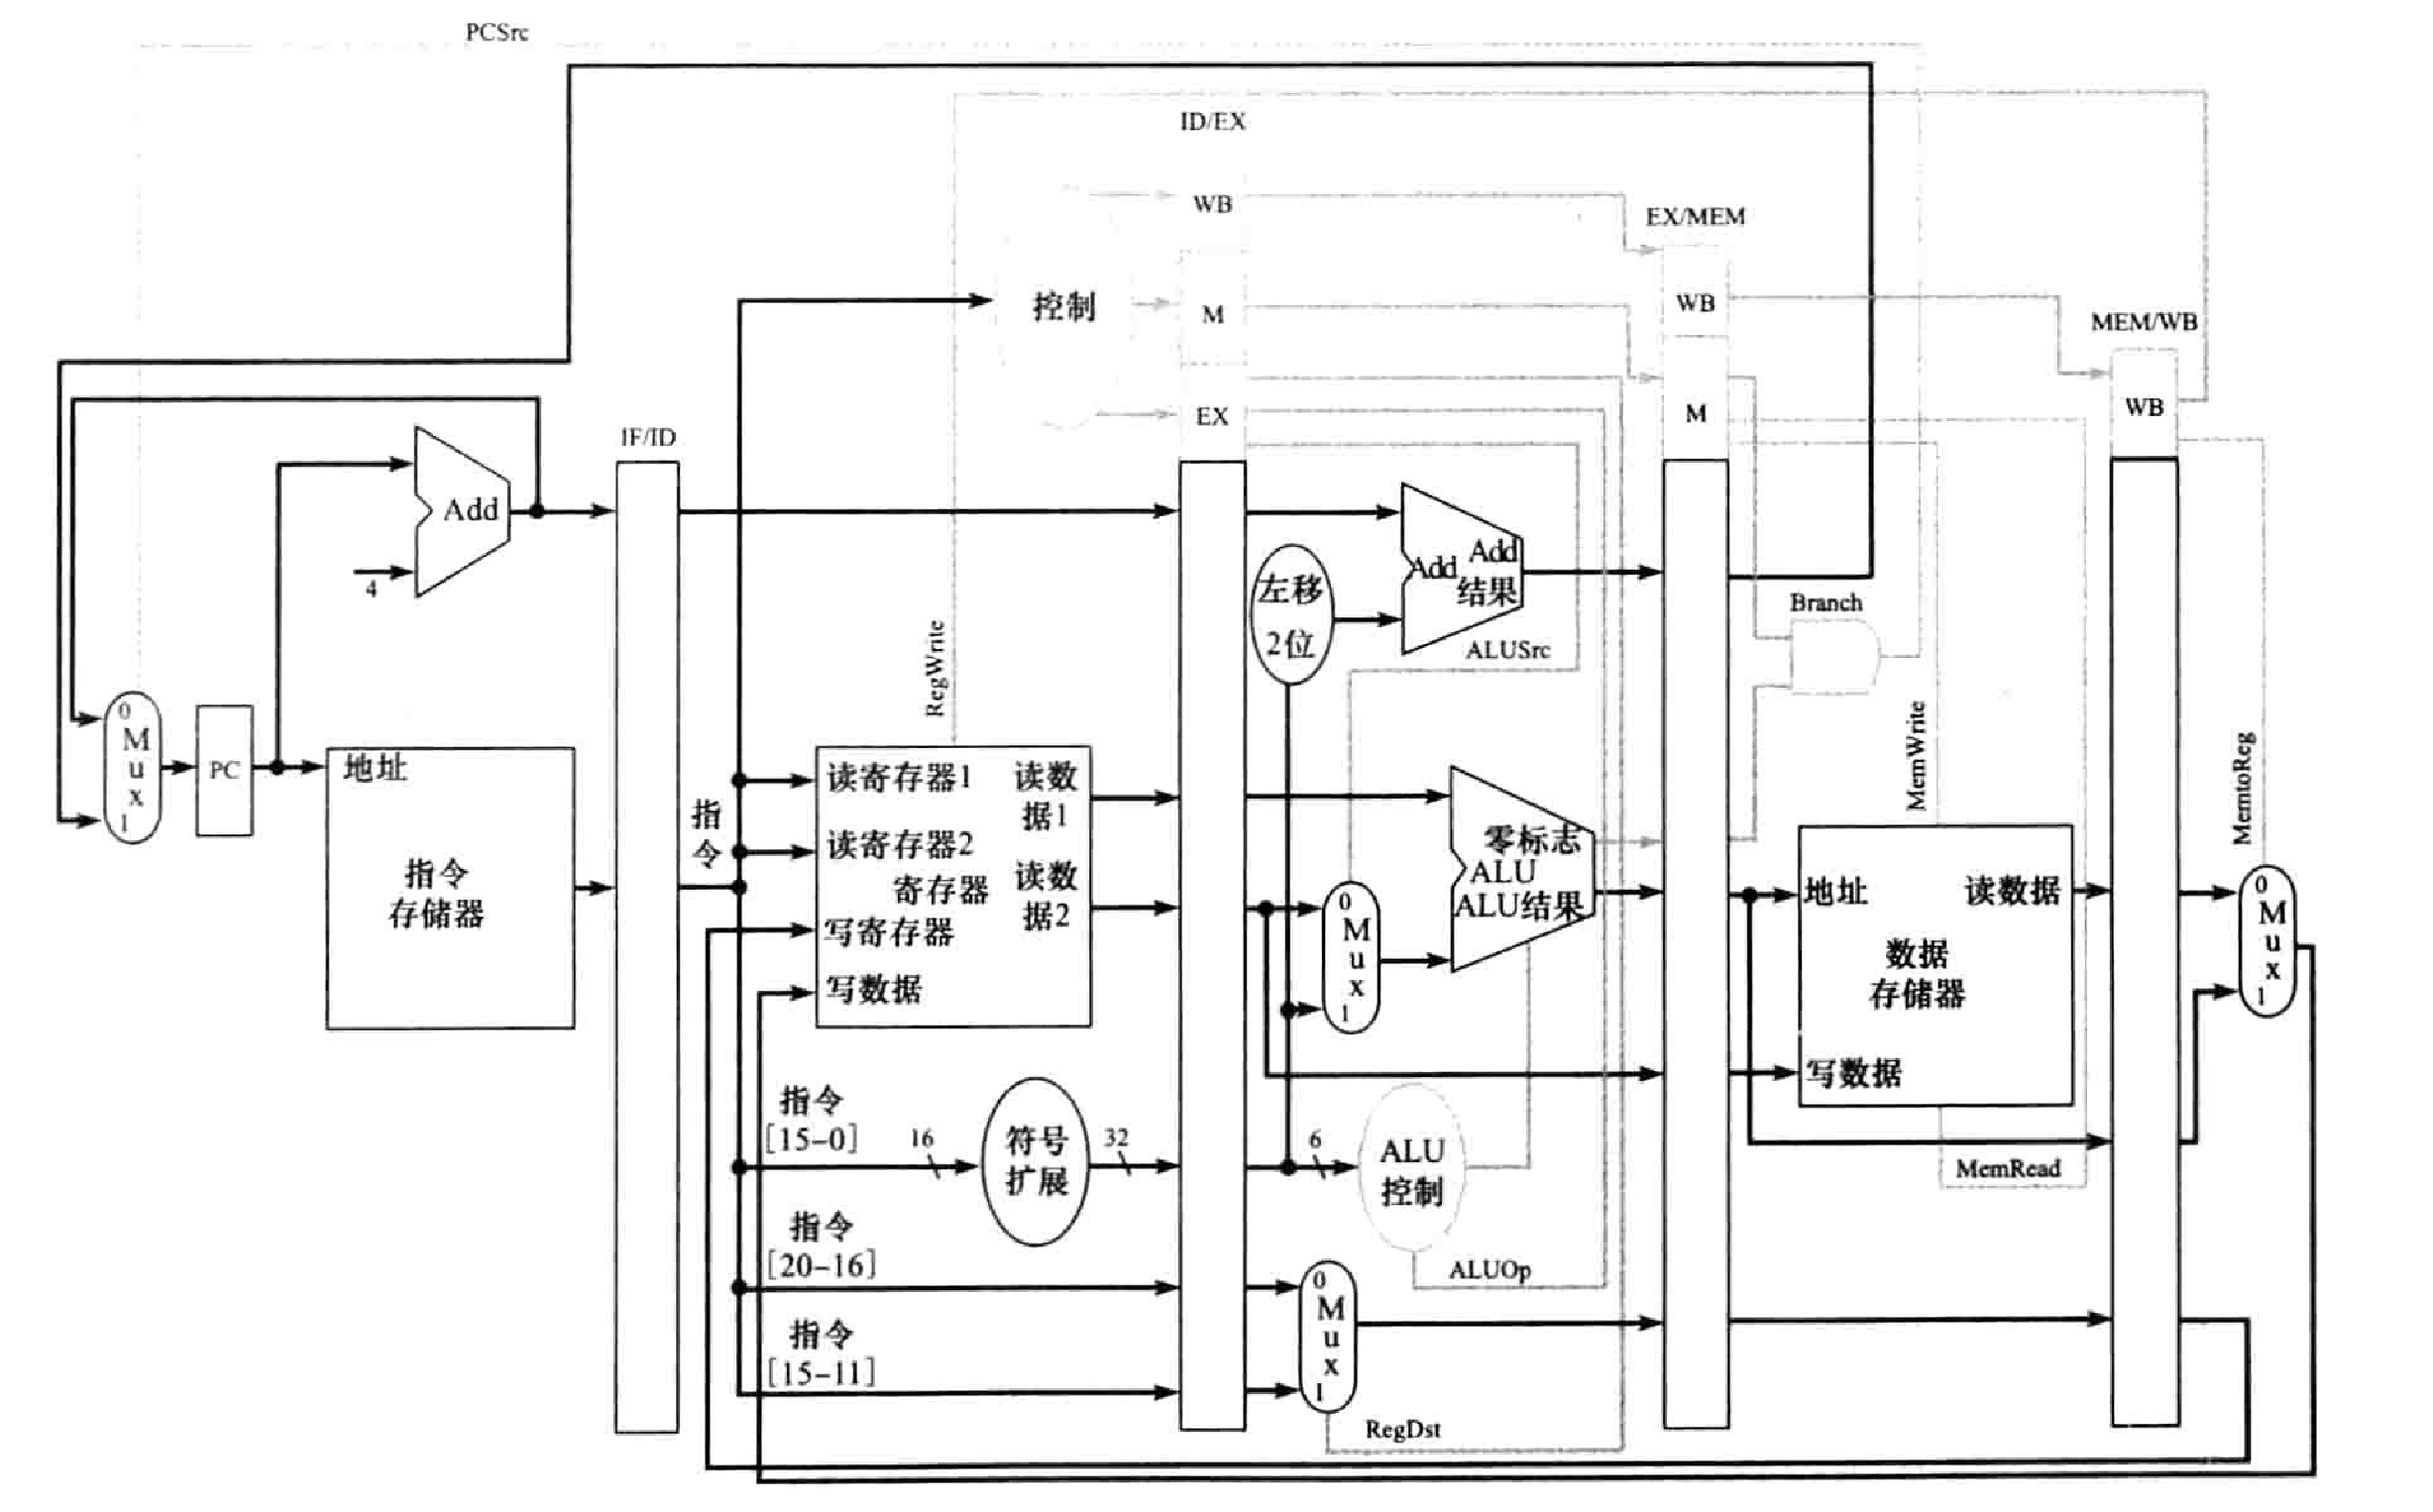 PCSrc
ID/EX
WB
EX/MEM
控制
M
WB
MEM/WB
EX
M
WB
IF/ID
Add
4
Add
Add
结果
左移
2位
ALUSrc
Branch
RegWrite
MemWrite
MemtoReg
0
M
u
x
1
PC
地址
指令
存储器
指
令
读寄存器1
读数
据1
读寄存器2
寄存器
读数
据2
写寄存器
写数据
0
M
u
x
1
零标志
ALU
ALU结果
地址
读数据
数据
存储器
写数据
0
M
u
x
1
指令
[15-0]
16
符号
扩展
32
6
ALU
控制
MemRead
指令
[20-16]
ALUOp
0
M
u
x
1
指令
[15-11]
RegDst